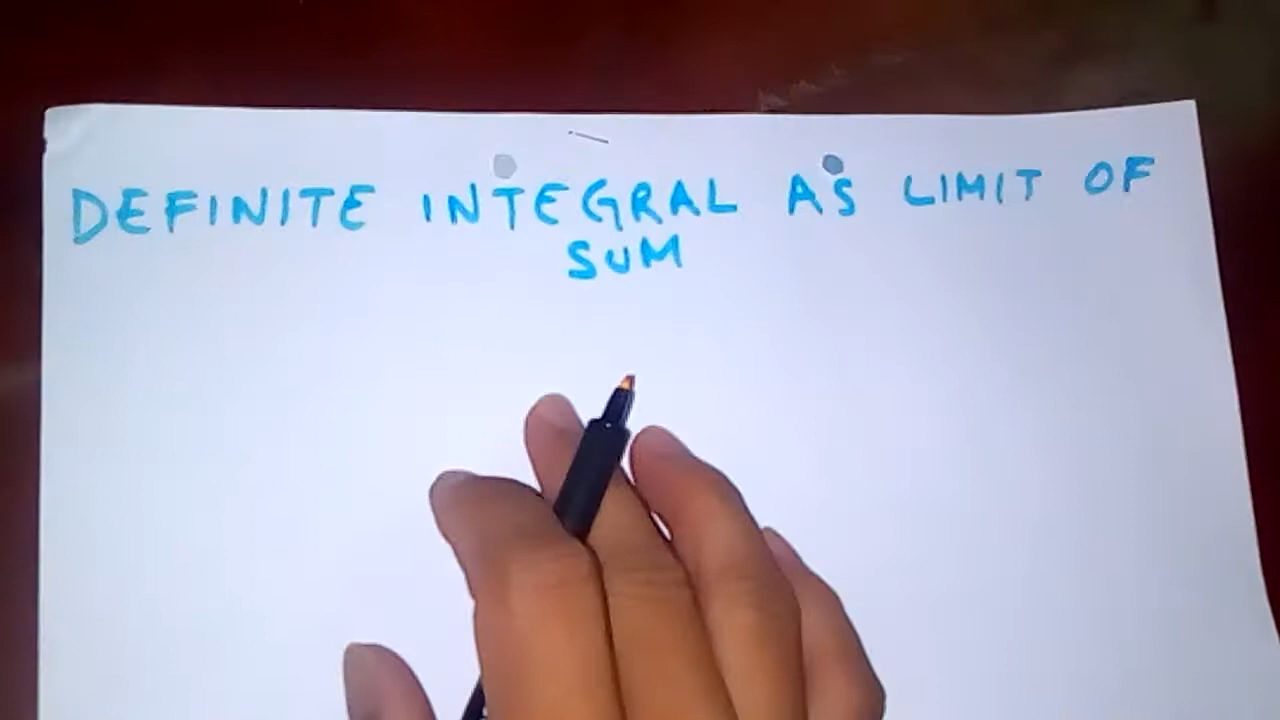 DEFINITE INTEGRAL AS LIMIT OF
SUM